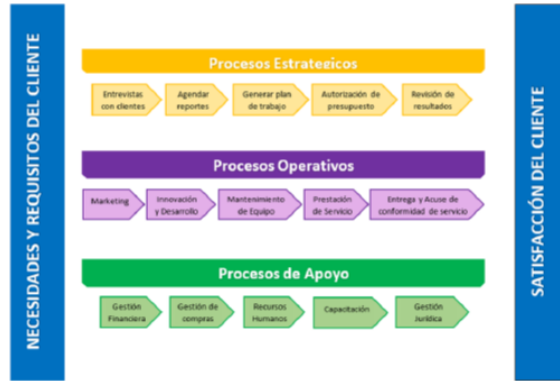 NECESIDADES Y REQUISITOS DEL CLIENTE
Procesos Estrategicos
Entrevistas
con clientes
Agendar
reportes
Generar plan
de trabajo
Autorización de
presupuesto
Revisión de
resultados
Procesos Operativos
Marketing
Innovación
y Desarrollo
Mantenimiento
de Equipo
Prestación
de Servicio
Entrega y Acuse de
conformidad de servicio
Procesos de Apoyo
Gestión
Financiera
Gestión de
compras
Recursos
Humanos
Capacitación
Gestión
Jurídica
SATISFACCIÓN DEL CLIENTE